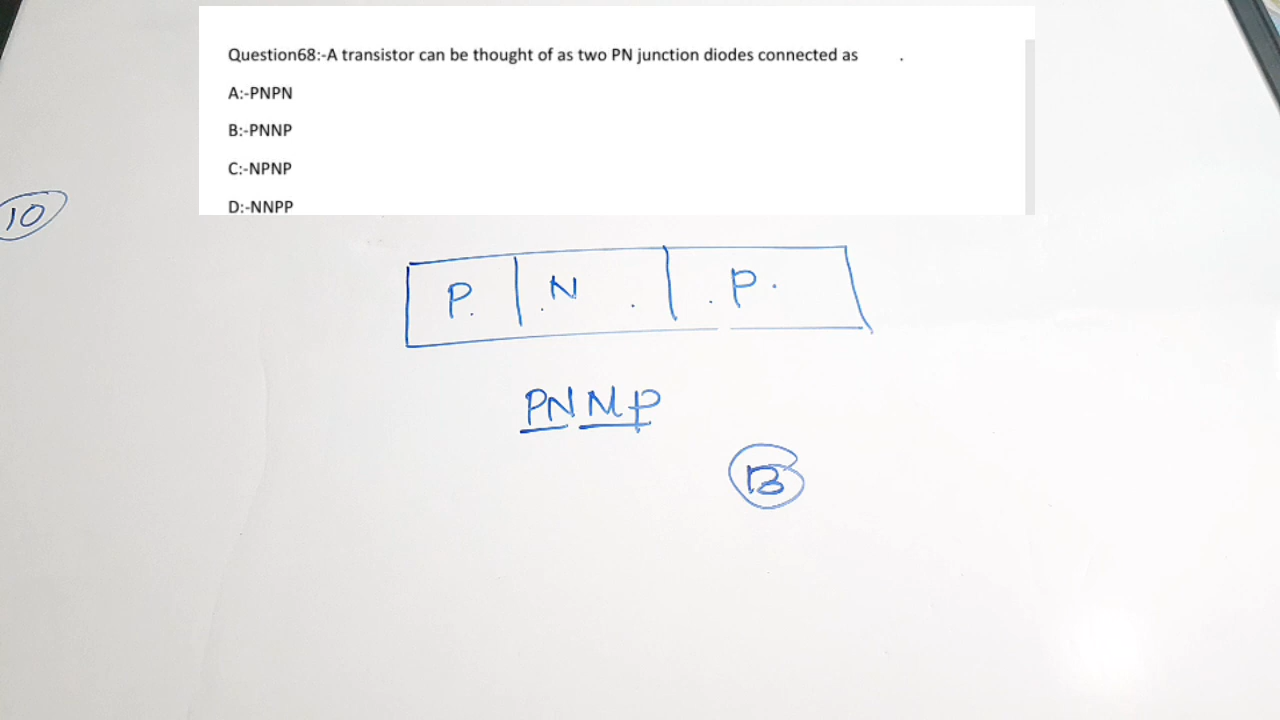 Question68:-A transistor can be thought of as two PN junction diodes connected as .
A:-PNPN
B:-PNNP
C:-NPNP
D:-NNPP
10
P. N . . P.
PNNP
B